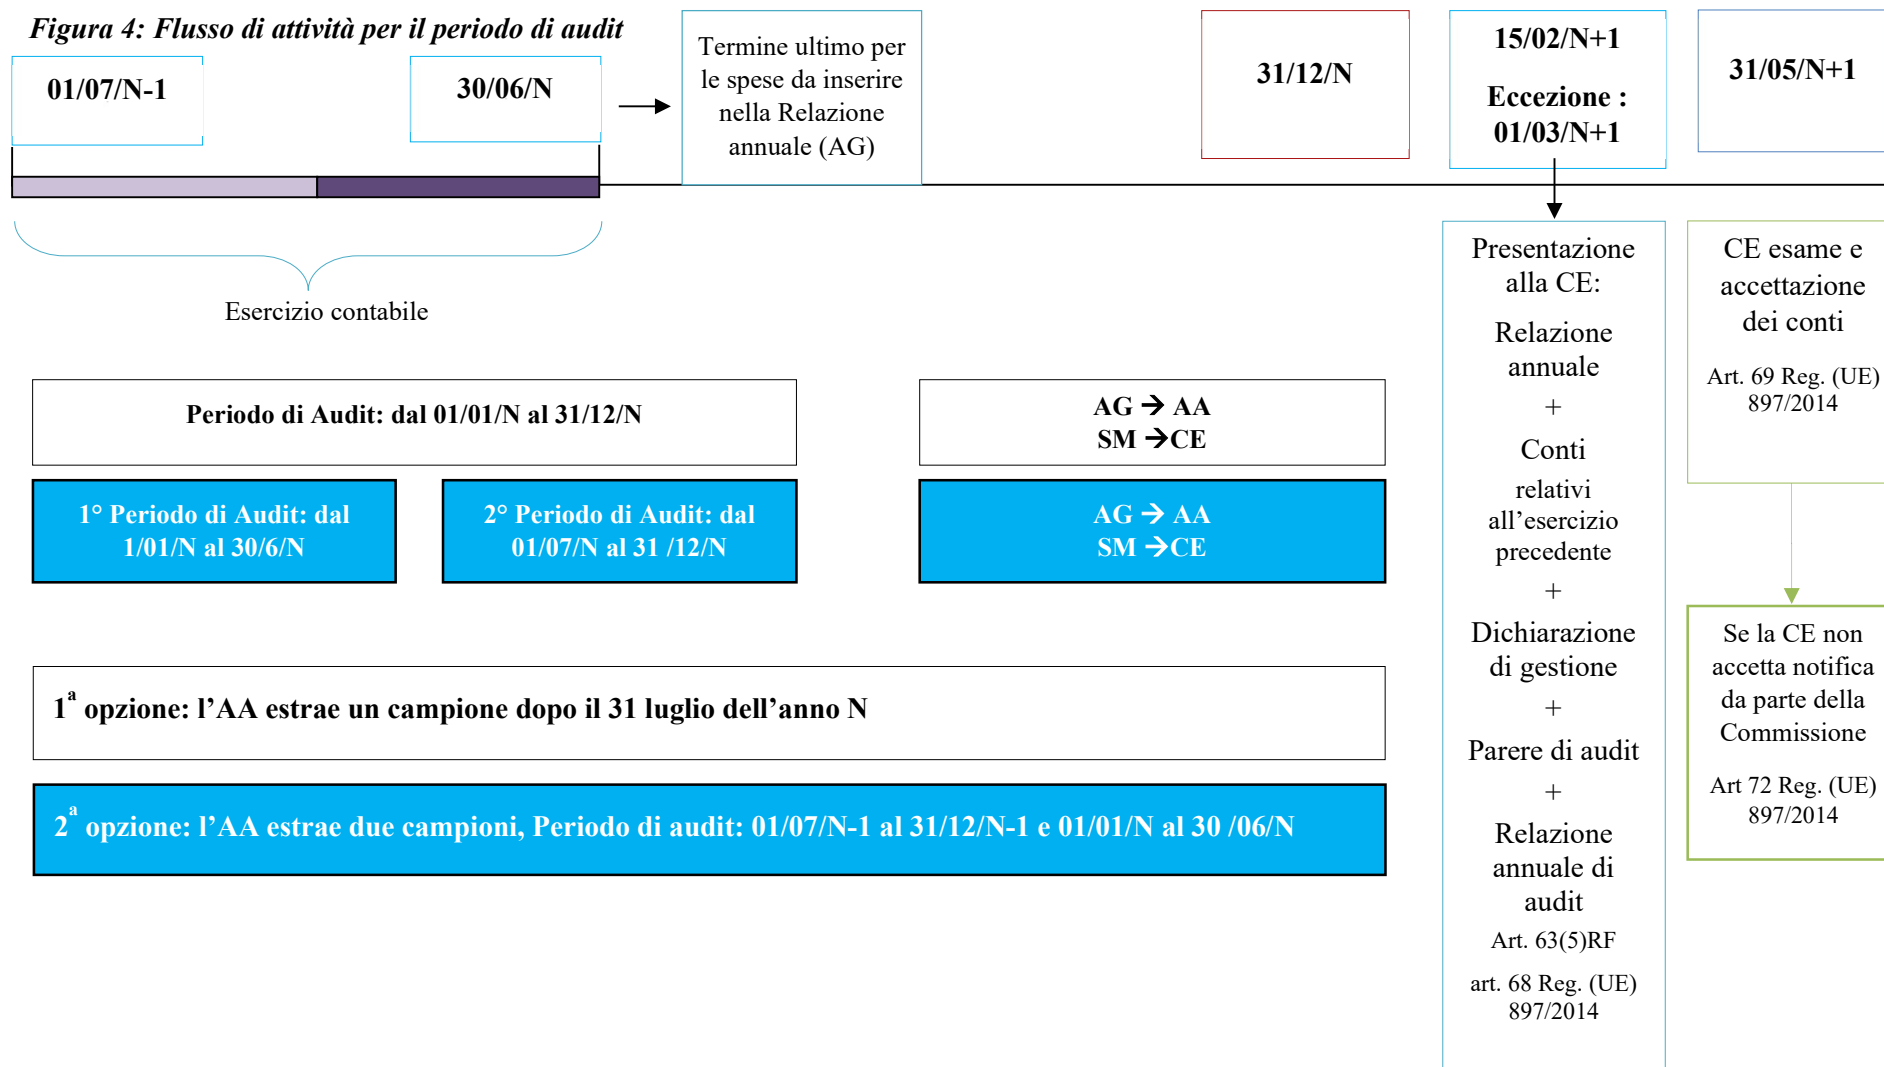 Figura 4: Flusso di attività per il periodo di audit
01/07/N-1
30/06/N
Termine ultimo per
le spese da inserire
nella Relazione
annuale (AG)
31/12/N
15/02/N+1
Eccezione :
01/03/N+1
31/05/N+1
Esercizio contabile
Periodo di Audit: dal 01/01/N al 31/12/N
AG → AA
SM →CE
1° Periodo di Audit: dal
1/01/N al 30/6/N
2° Periodo di Audit: dal
01/07/N al 31 /12/N
AG → AA
SM →CE
1ª opzione: l’AA estrae un campione dopo il 31 luglio dell’anno N
2ª opzione: l’AA estrae due campioni, Periodo di audit: 01/07/N-1 al 31/12/N-1 e 01/01/N al 30 /06/N
Presentazione
alla CE:
Relazione
annuale
+
Conti
relativi
all’esercizio
precedente
+
Dichiarazione
di gestione
+
Parere di audit
+
Relazione
annuale di
audit
Art. 63(5)RF
art. 68 Reg. (UE)
897/2014
CE esame e
accettazione
dei conti
Art. 69 Reg. (UE)
897/2014
Se la CE non
accetta notifica
da parte della
Commissione
Art 72 Reg. (UE)
897/2014